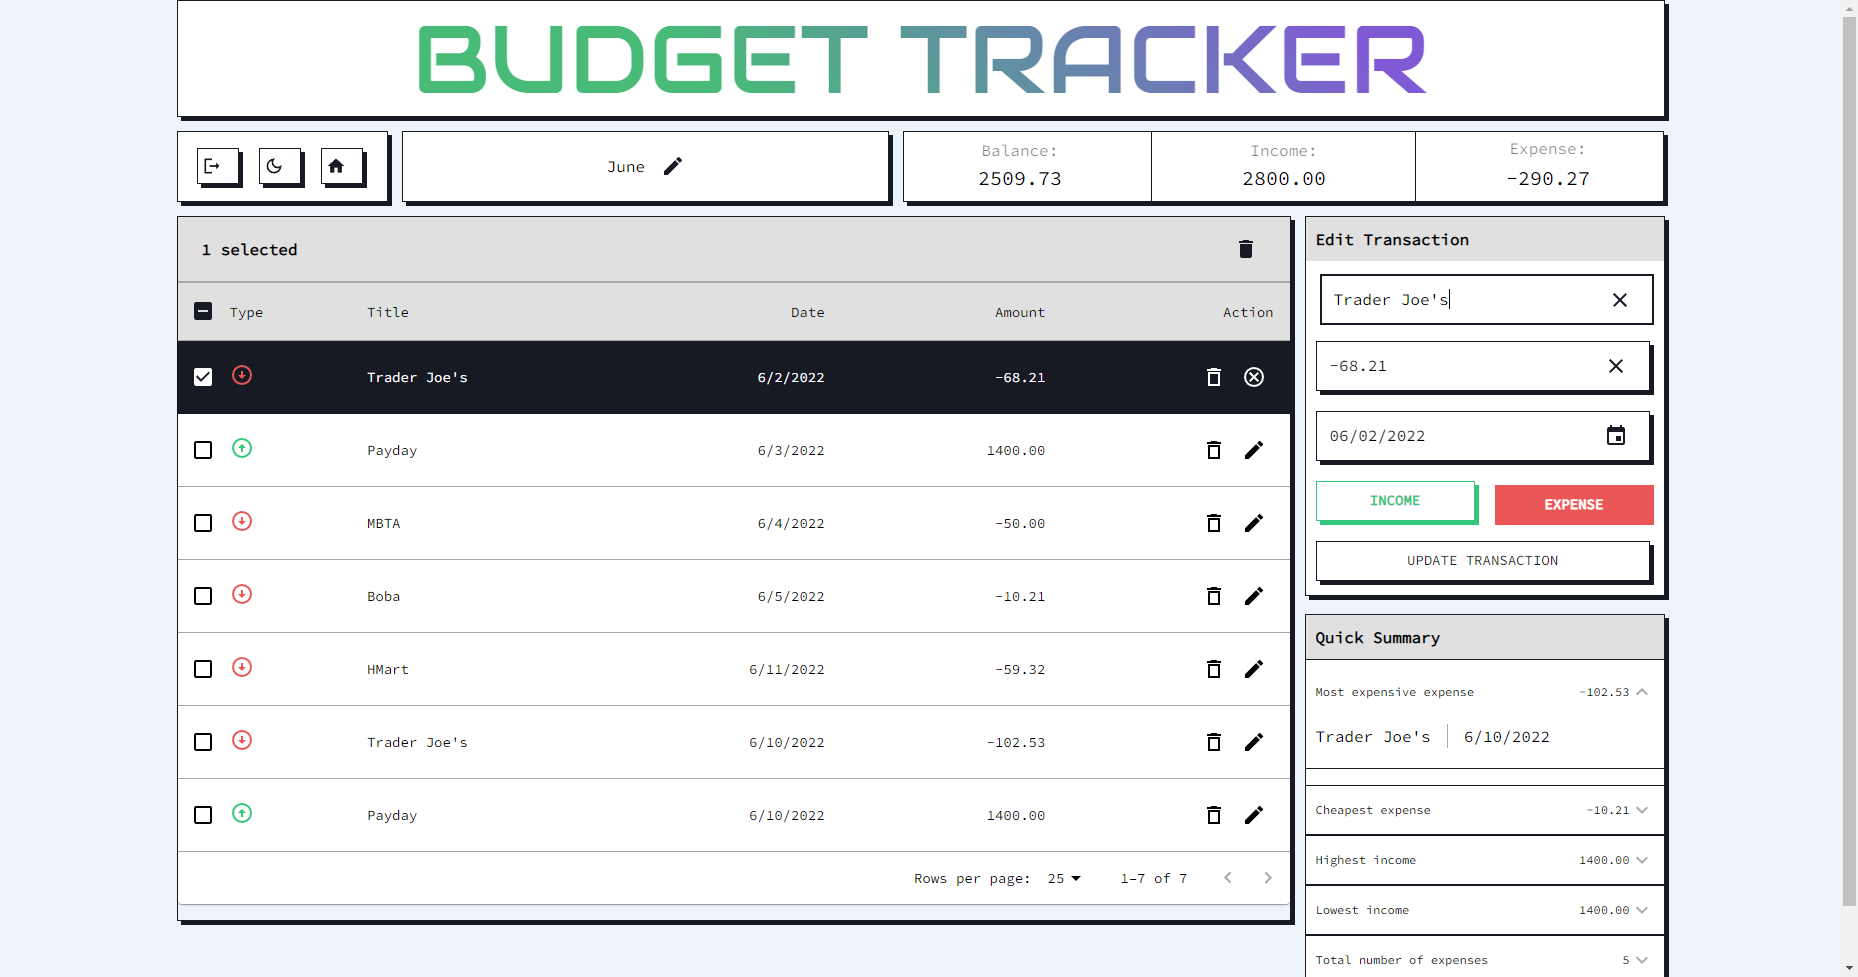 BUDGET TRACKER
June
Balance:
2509.73
Income:
2800.00
Expense:
-290.27
1 selected
Type Title Date Amount Action
Trader Joe's 6/2/2022 -68.21
Payday 6/3/2022 1400.00
MBTA 6/4/2022 -50.00
Boba 6/5/2022 -10.21
HMart 6/11/2022 -59.32
Trader Joe's 6/10/2022 -102.53
Payday 6/10/2022 1400.00
Rows per page: 25 1-7 of 7
Edit Transaction
Trader Joe's
-68.21
06/02/2022
INCOME EXPENSE
UPDATE TRANSACTION
Quick Summary
Most expensive expense -102.53
Trader Joe's 6/10/2022
Cheapest expense -10.21
Highest income 1400.00
Lowest income 1400.00
Total number of expenses 5